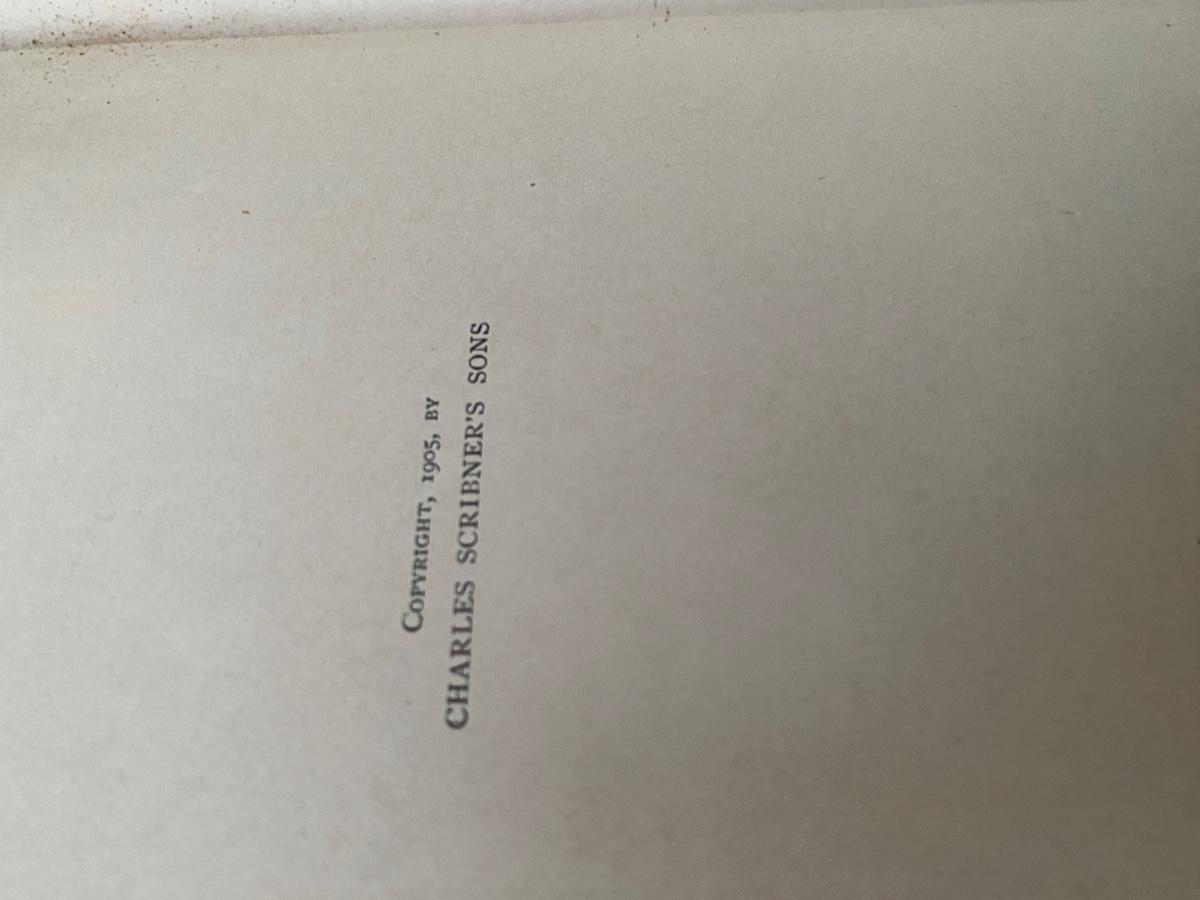 Copyright, 1905, by
CHARLES SCRIBNER'S SONS